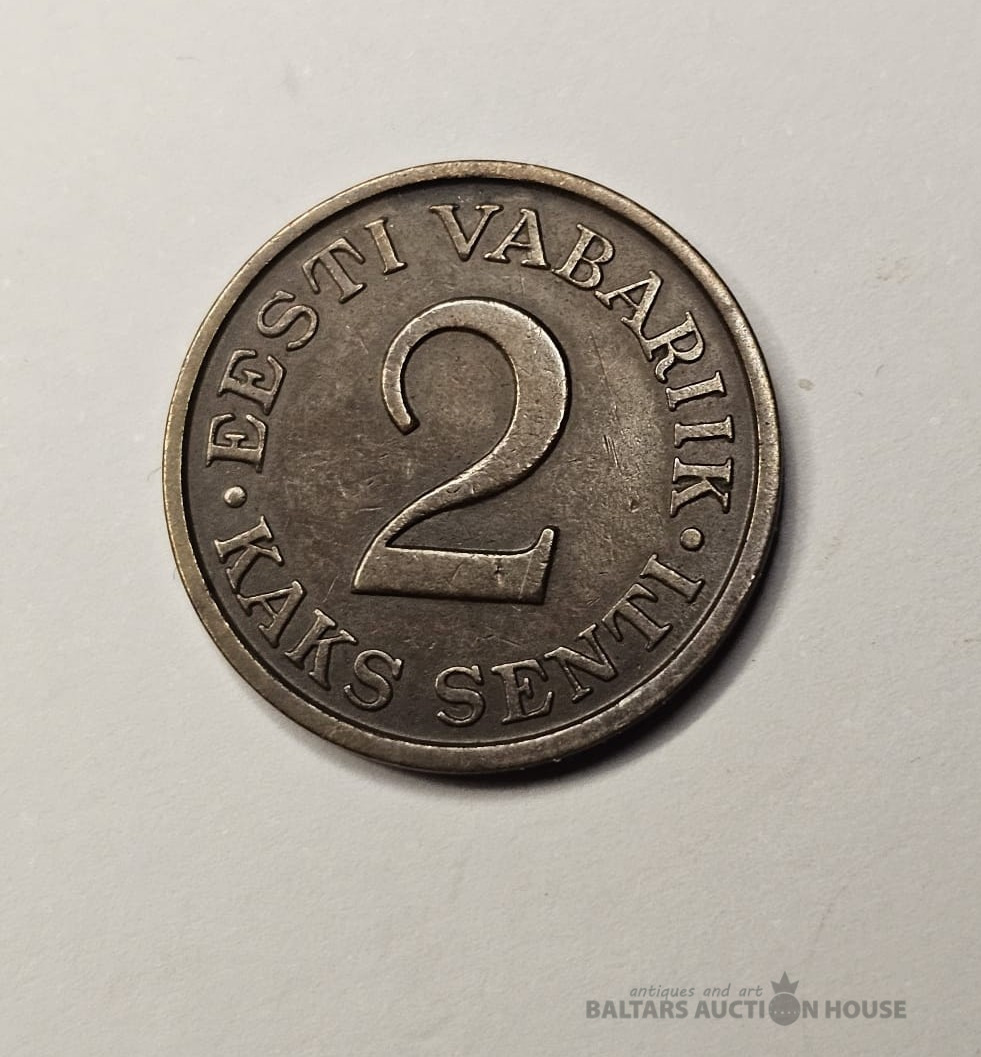 EESTI VABARIIK
2
· KAKS SENTI ·
antiques and art
BALTARS AUCTION HOUSE